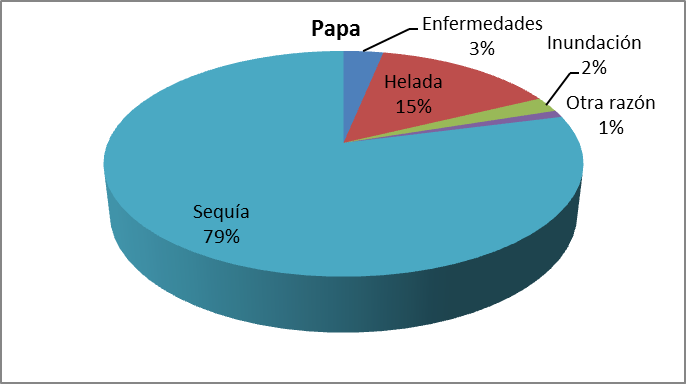 Papa
Enfermedades
3%
Helada
15%
Inundación
2%
Otra razón
1%
Sequía
79%